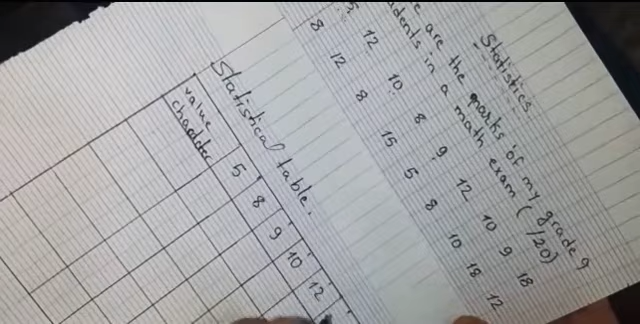 Statistics.
e are the marks of my grade 9
dents in a math exam ( /20)
5 12 10 8 9 12 10 9 18
8 12 8 15 5 8 10 18 12
Statistical table.
value 5 8 9 10 12
character